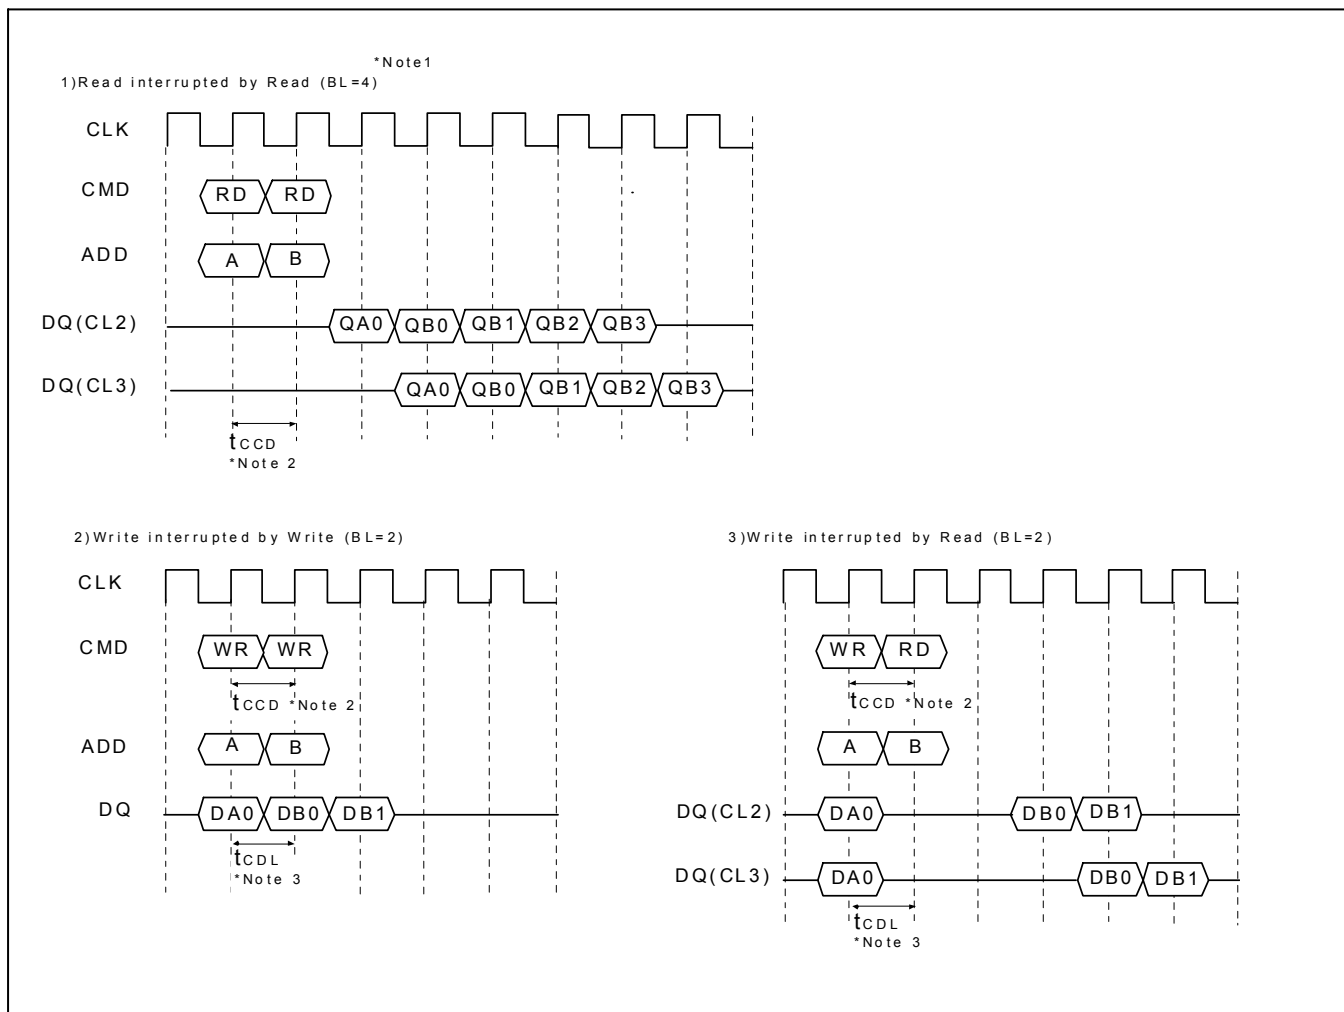 *Note1
1)Read interrupted by Read (BL=4)
CLK
CMD RD RD
ADD A B
DQ(CL2) QA0 QB0 QB1 QB2 QB3
DQ(CL3) QA0 QB0 QB1 QB2 QB3
tCCD
*Note 2
2)Write interrupted by Write (BL=2)
CLK
CMD WR WR
tCCD *Note 2
ADD A B
DQ DA0 DB0 DB1
tCDL
*Note 3
3)Write interrupted by Read (BL=2)
WR RD
tCCD *Note 2
A B
DQ(CL2) DA0 DB0 DB1
DQ(CL3) DA0 DB0 DB1
tCDL
*Note 3